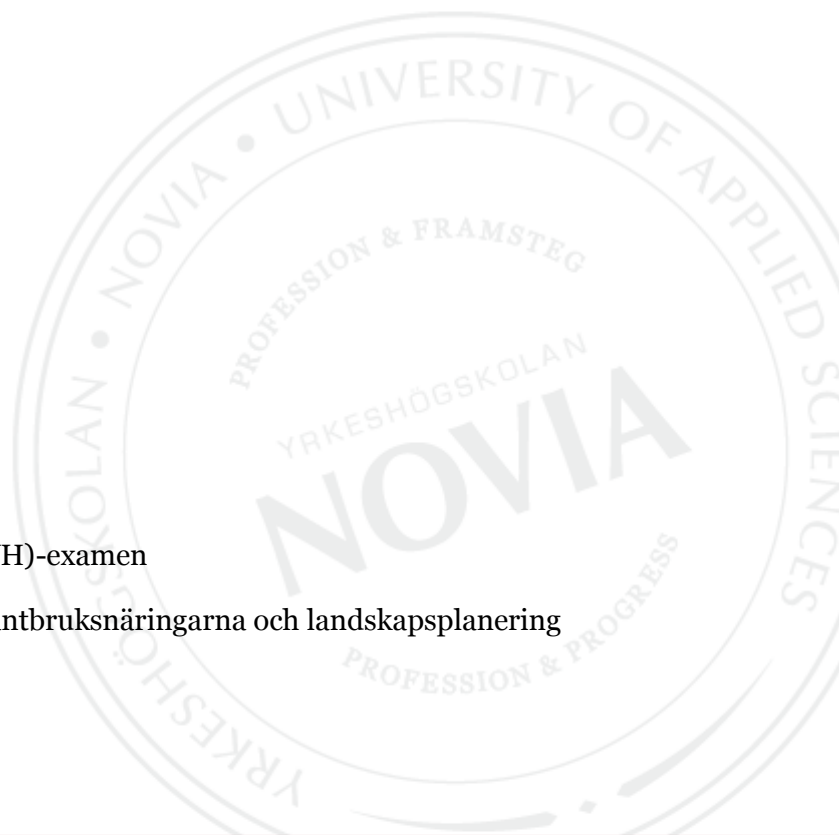 YRKESHÖGSKOLAN • NOVIA • UNIVERSITY OF APPLIED SCIENCES
PROFESSION & FRAMSTEG
YRKESHÖGSKOLAN
NOVIA
H)-examen
ntbruksnäringarna och landskapsplanering
PROFESSION & PROGRESS